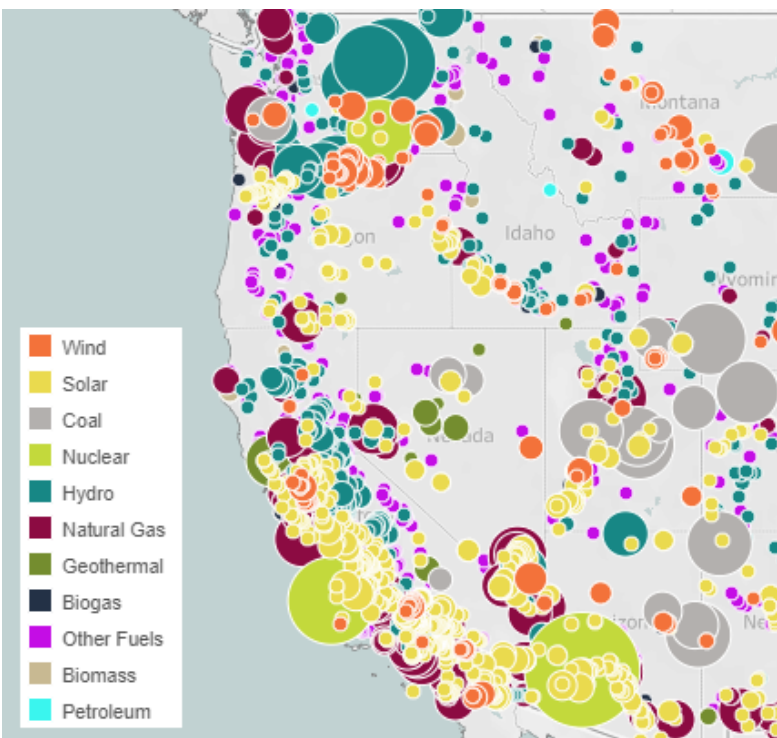 Montana
Idaho
Wind
Solar
Coal
Nuclear
Hydro
Natural Gas
Geothermal
Biogas
Other Fuels
Biomass
Petroleum